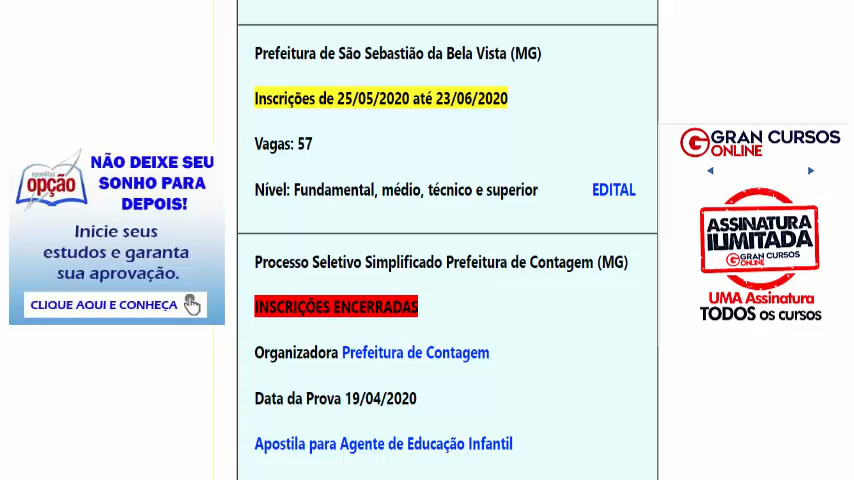 Prefeitura de São Sebastião da Bela Vista (MG)
Inscrições de 25/05/2020 até 23/06/2020
Vagas: 57
Nível: Fundamental, médio, técnico e superior EDITAL
Processo Seletivo Simplificado Prefeitura de Contagem (MG)
INSCRIÇÕES ENCERRADAS
Organizadora Prefeitura de Contagem
Data da Prova 19/04/2020
Apostila para Agente de Educação Infantil
apostilas
opção
NÃO DEIXE SEU
SONHO PARA
DEPOIS!
Inicie seus
estudos e garanta
sua aprovação.
CLIQUE AQUI E CONHEÇA
G GRAN CURSOS
ONLINE
ASSINATURA
ILIMITADA
G GRAN CURSOS
ONLINE
UMA Assinatura
TODOS os cursos